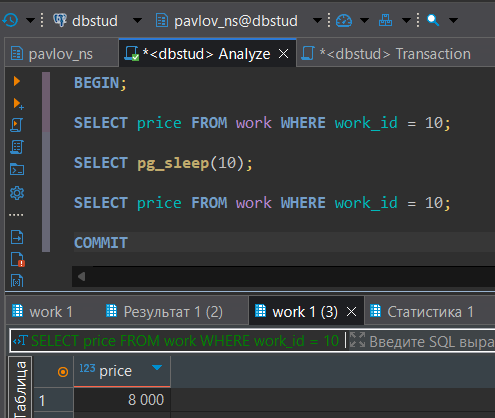 dbstud
pavlov_ns@dbstud
pavlov_ns
*<dbstud> Analyze
*<dbstud> Transaction
BEGIN;
SELECT price FROM work WHERE work_id = 10;
SELECT pg_sleep(10);
SELECT price FROM work WHERE work_id = 10;
COMMIT
work 1
Результат 1 (2)
work 1 (3)
Статистика 1
SELECT price FROM work WHERE work_id = 10
Введите SQL выра
Таблица
123 price
1
8 000